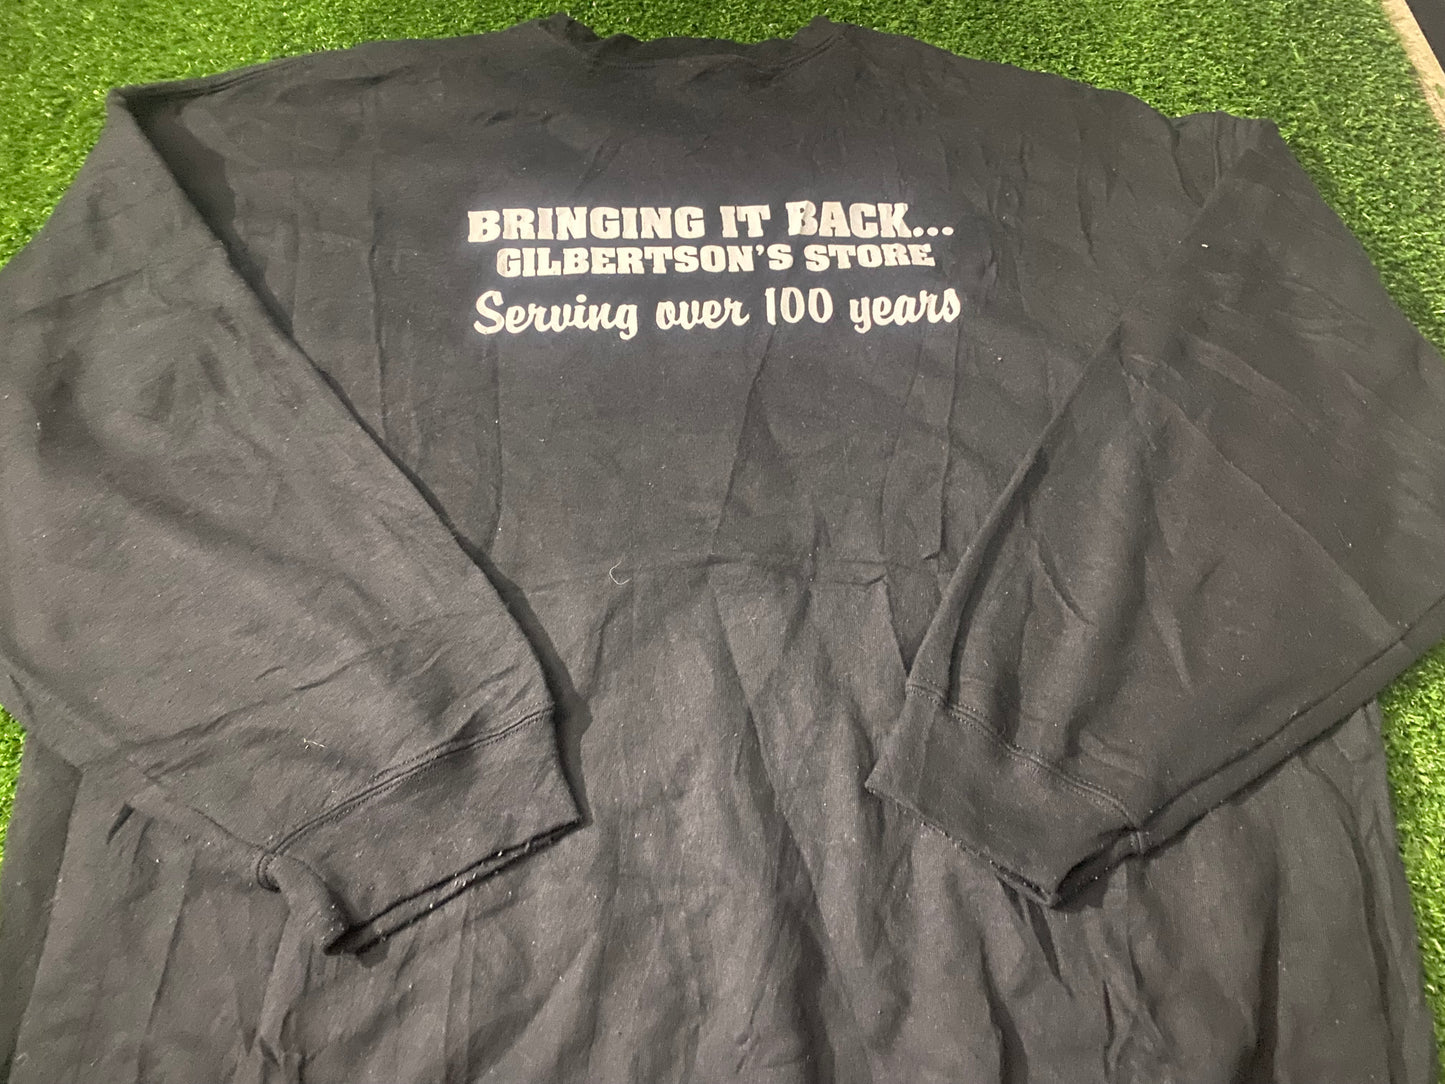 BRINGING IT BACK...
GILBERTSON'S STORE
Serving over 100 years